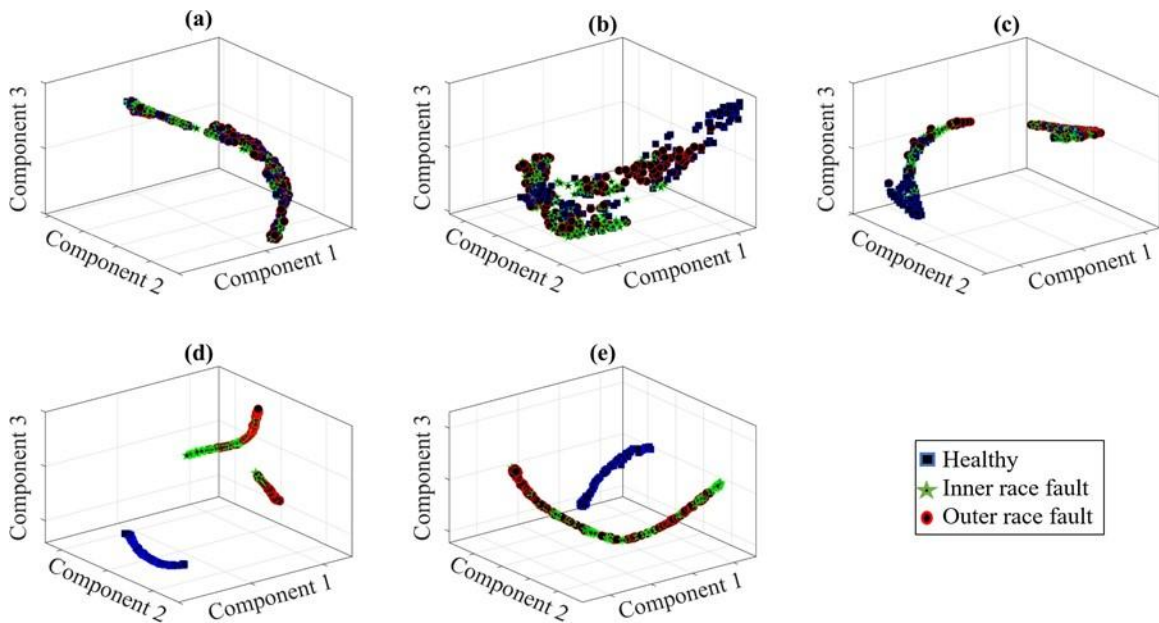 (a)
Component 3
Component 2
Component 1
(b)
Component 3
Component 2
Component 1
(c)
Component 3
Component 2
Component 1
(d)
Component 3
Component 2
Component 1
(e)
Component 3
Component 2
Component 1
Healthy
Inner race fault
Outer race fault